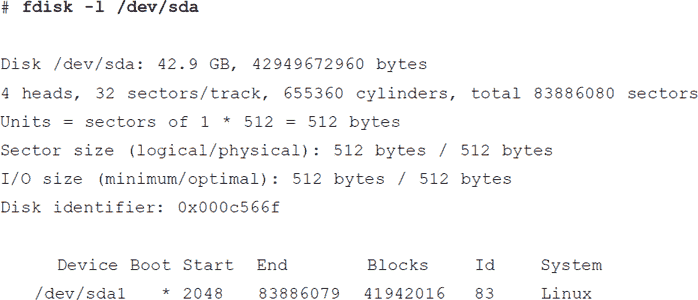 # fdisk -l /dev/sda
Disk /dev/sda: 42.9 GB, 42949672960 bytes
4 heads, 32 sectors/track, 655360 cylinders, total 83886080 sectors
Units = sectors of 1 * 512 = 512 bytes
Sector size (logical/physical): 512 bytes / 512 bytes
I/O size (minimum/optimal): 512 bytes / 512 bytes
Disk identifier: 0x000c566f
Device Boot Start End Blocks Id System
/dev/sda1 * 2048 83886079 41942016 83 Linux